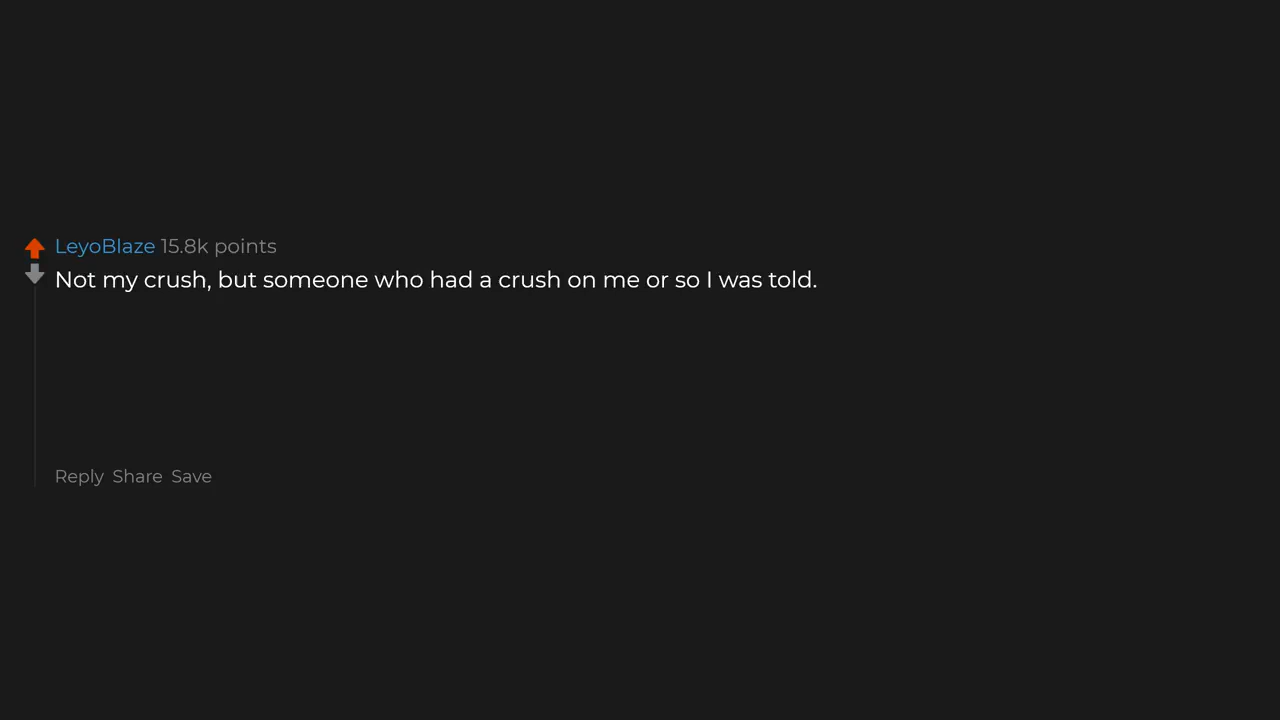 LeyoBlaze 15.8k points
Not my crush, but someone who had a crush on me or so I was told.
Reply Share Save